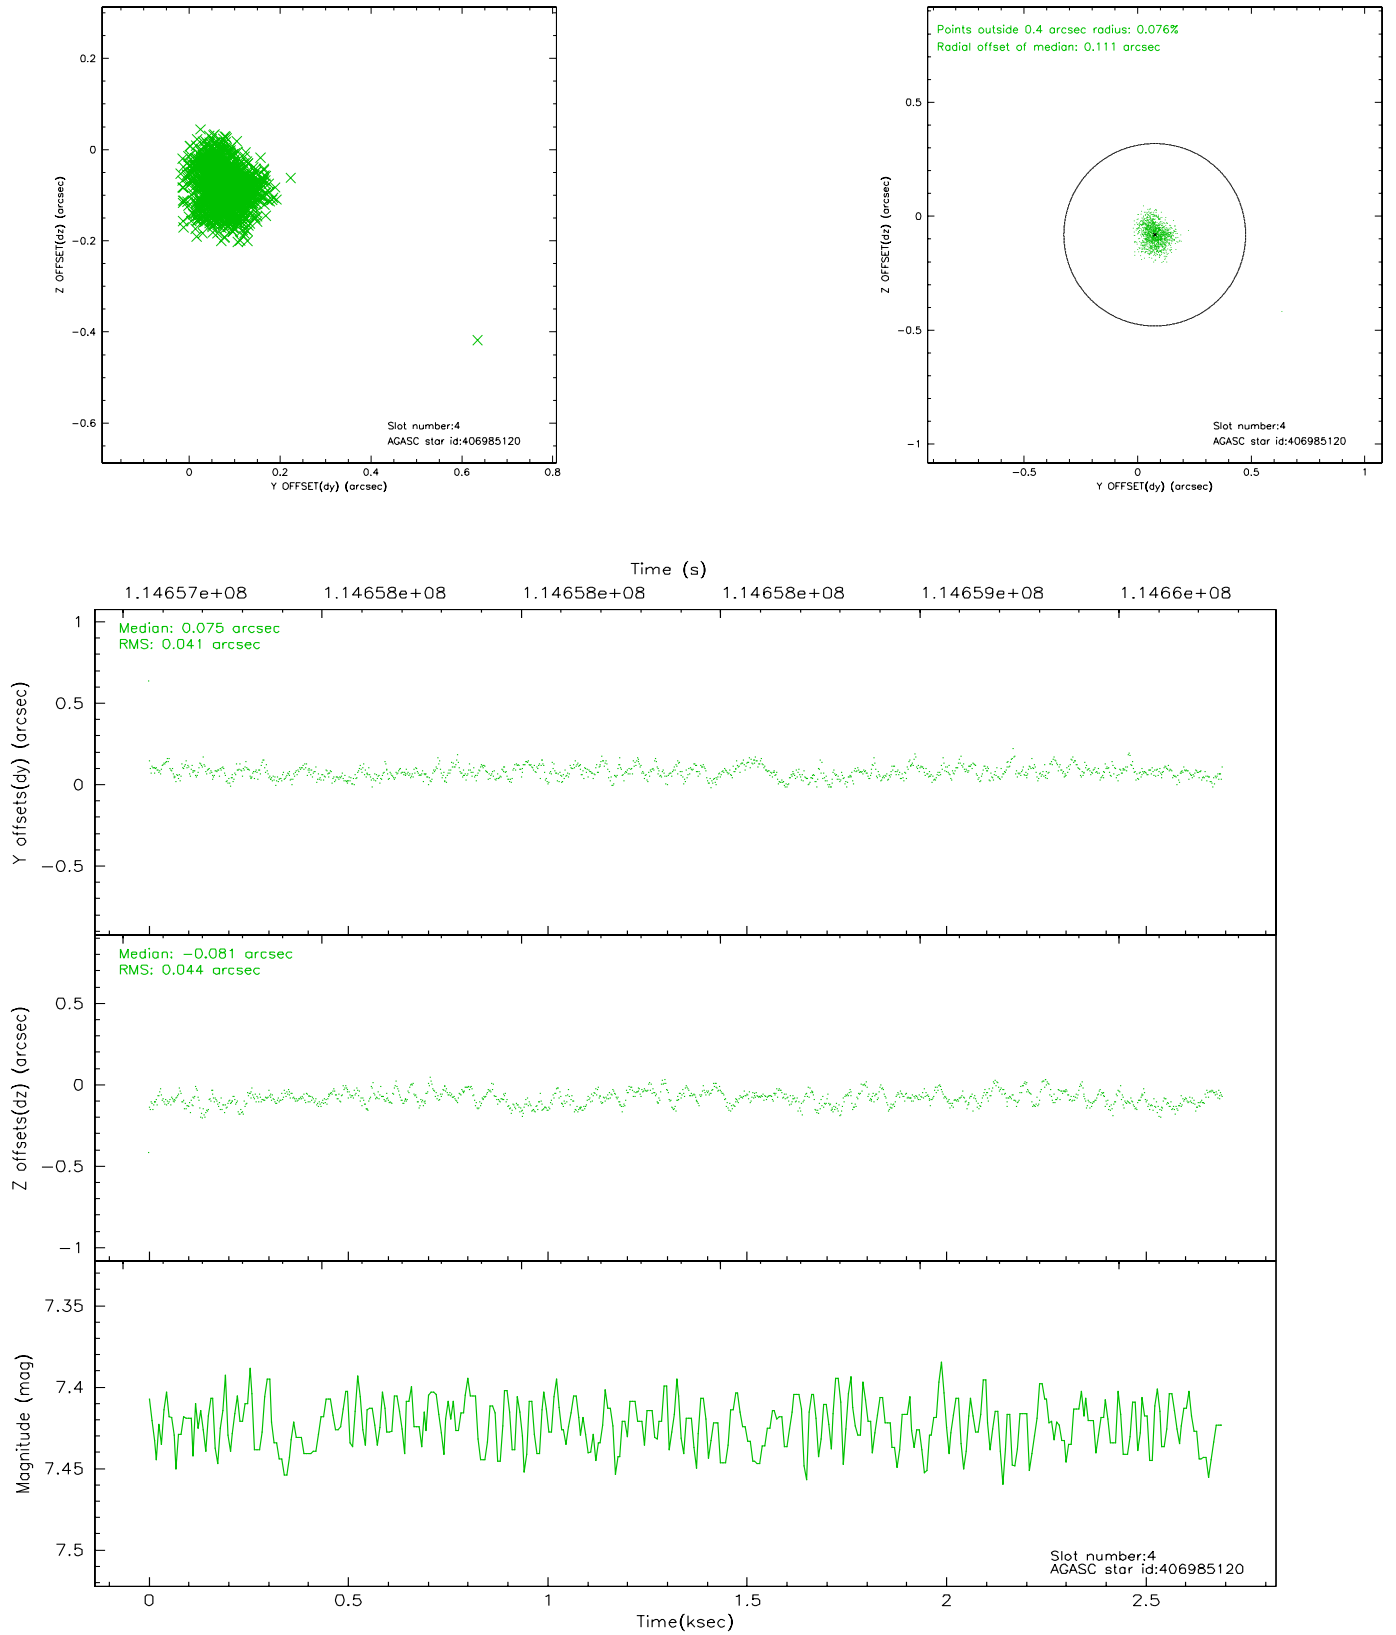 0.2
0
−0.2
−0.4
−0.6
Z OFFSET(dz) (arcsec)
Slot number:4
AGASC star id:406985120
0 0.2 0.4 0.6 0.8
Y OFFSET(dy) (arcsec)
Points outside 0.4 arcsec radius: 0.076%
Radial offset of median: 0.111 arcsec
0.5
0
−0.5
−1
Z OFFSET(dz) (arcsec)
Slot number:4
AGASC star id:406985120
−0.5 0 0.5 1
Y OFFSET(dy) (arcsec)
Time (s)
1.14657e+08 1.14658e+08 1.14658e+08 1.14658e+08 1.14659e+08 1.1466e+08
Median: 0.075 arcsec
RMS: 0.041 arcsec
1
0.5
0
−0.5
Y offsets(dy) (arcsec)
Median: −0.081 arcsec
RMS: 0.044 arcsec
0.5
0
−0.5
−1
Z offsets(dz) (arcsec)
7.35
7.4
7.45
7.5
Magnitude (mag)
Slot number:4
AGASC star id:406985120
0 0.5 1 1.5 2 2.5
Time(ksec)